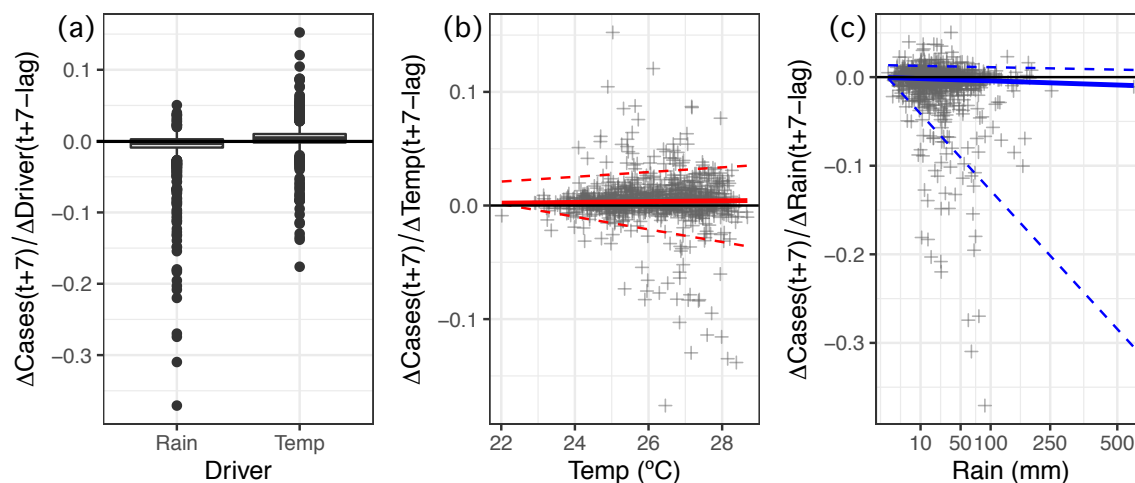 (a)
ΔCases(t+7)/ΔDriver(t+7−lag)
0.1
0.0
−0.1
−0.2
−0.3
Rain Temp
Driver
(b)
ΔCases(t+7)/ΔTemp(t+7−lag)
0.1
0.0
−0.1
22 24 26 28
Temp (ºC)
(c)
ΔCases(t+7)/ΔRain(t+7−lag)
0.0
−0.1
−0.2
−0.3
10 50 100 250 500
Rain (mm)